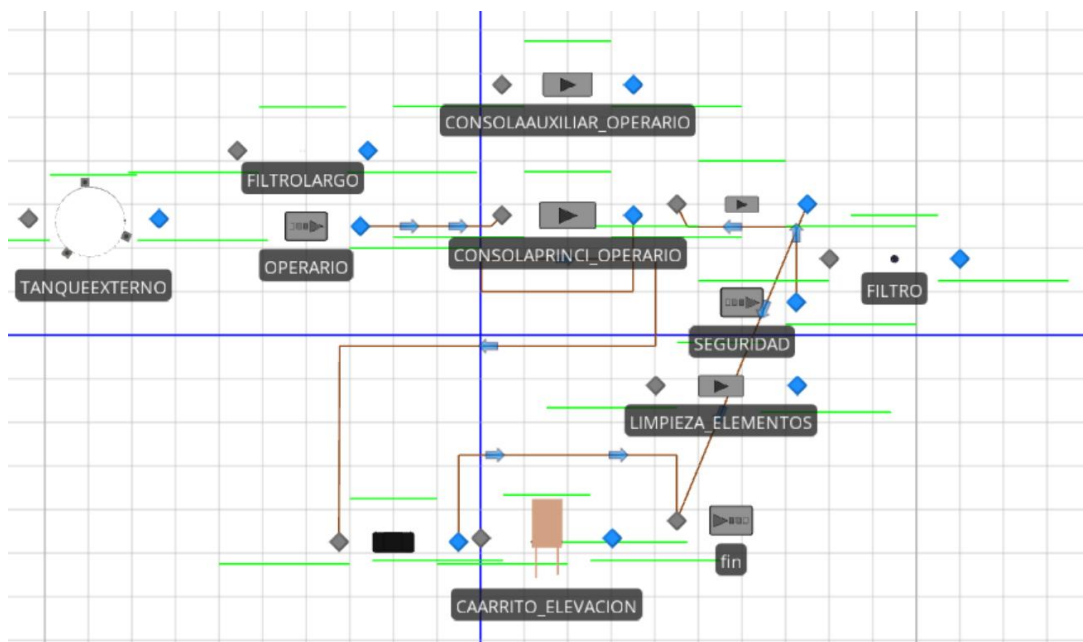 CONSOLAAUXILIAR_OPERARIO
FILTROLARGO
CONSOLAPRINCI_OPERARIO
OPERARIO
TANQUEEXTERNO
FILTRO
SEGURIDAD
LIMPIEZA_ELEMENTOS
fin
CAARRITO_ELEVACION